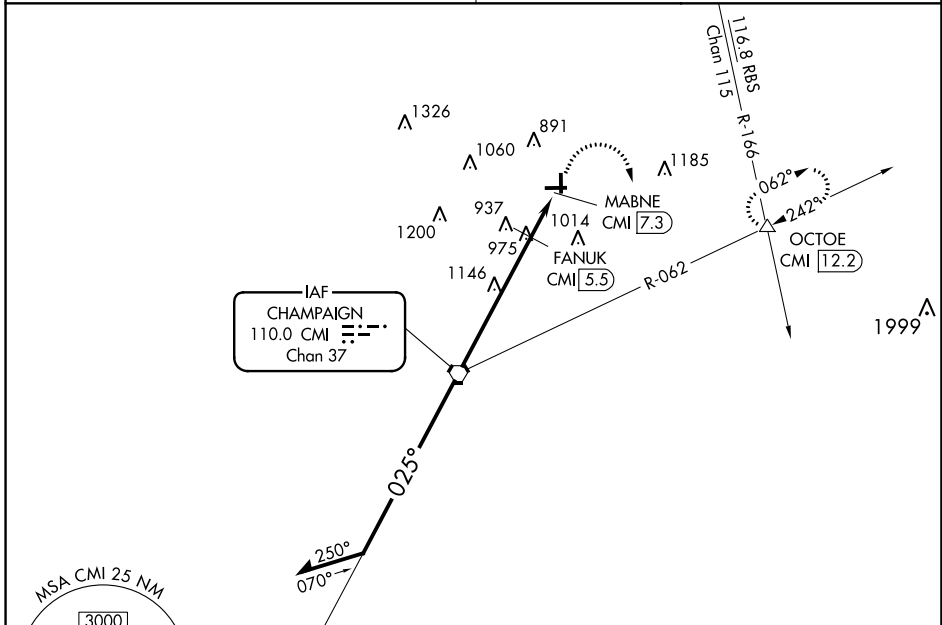 116.8 RBS
Chan 115
R-166
1326
891
1060
1185
062°
242°
MABNE
CMI 7.3
937
1014
1200
975
OCTOE
CMI 12.2
FANUK
CMI 5.5
1146
R-062
IAF
CHAMPAIGN
110.0 CMI
Chan 37
1999
025°
250°
070°
MSA CMI 25 NM
3000